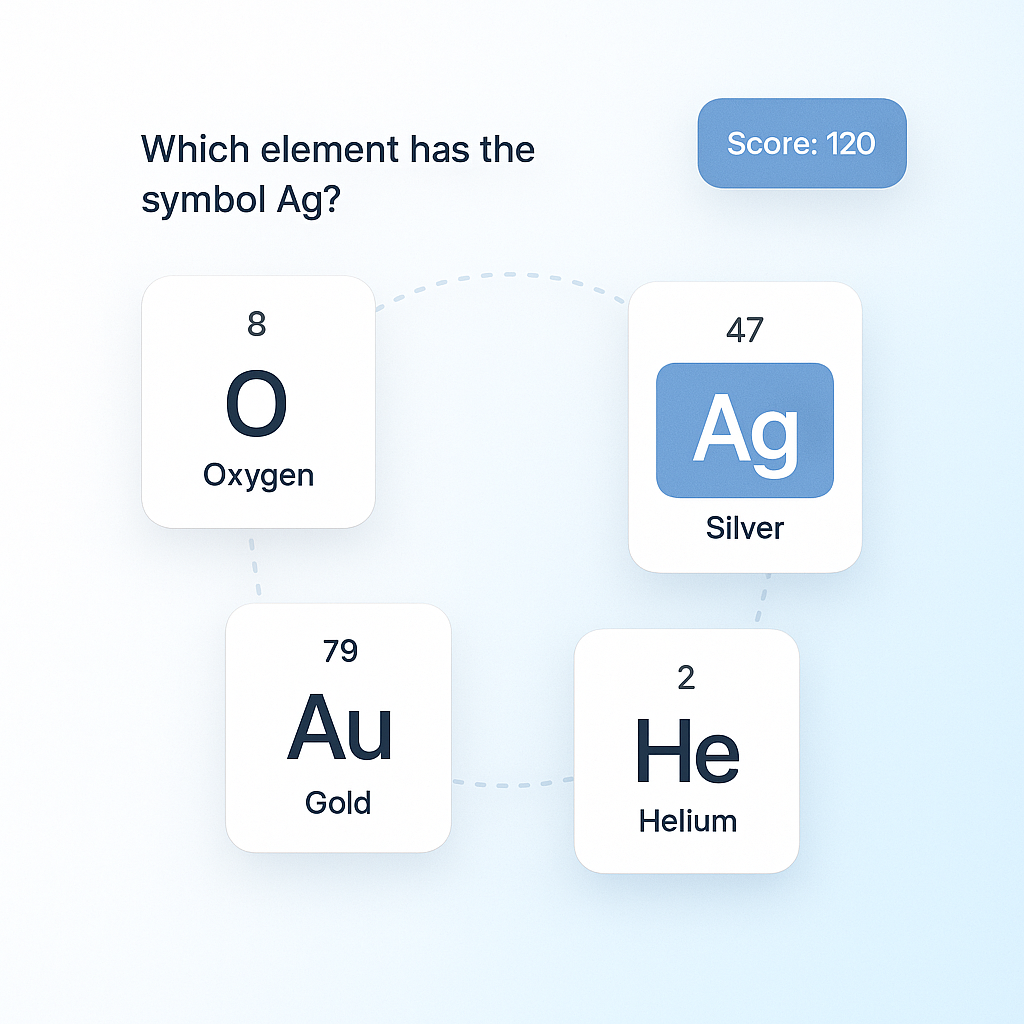 Which element has the
symbol Ag?
Score: 120
8
O
Oxygen
47
Ag
Silver
79
Au
Gold
2
He
Helium